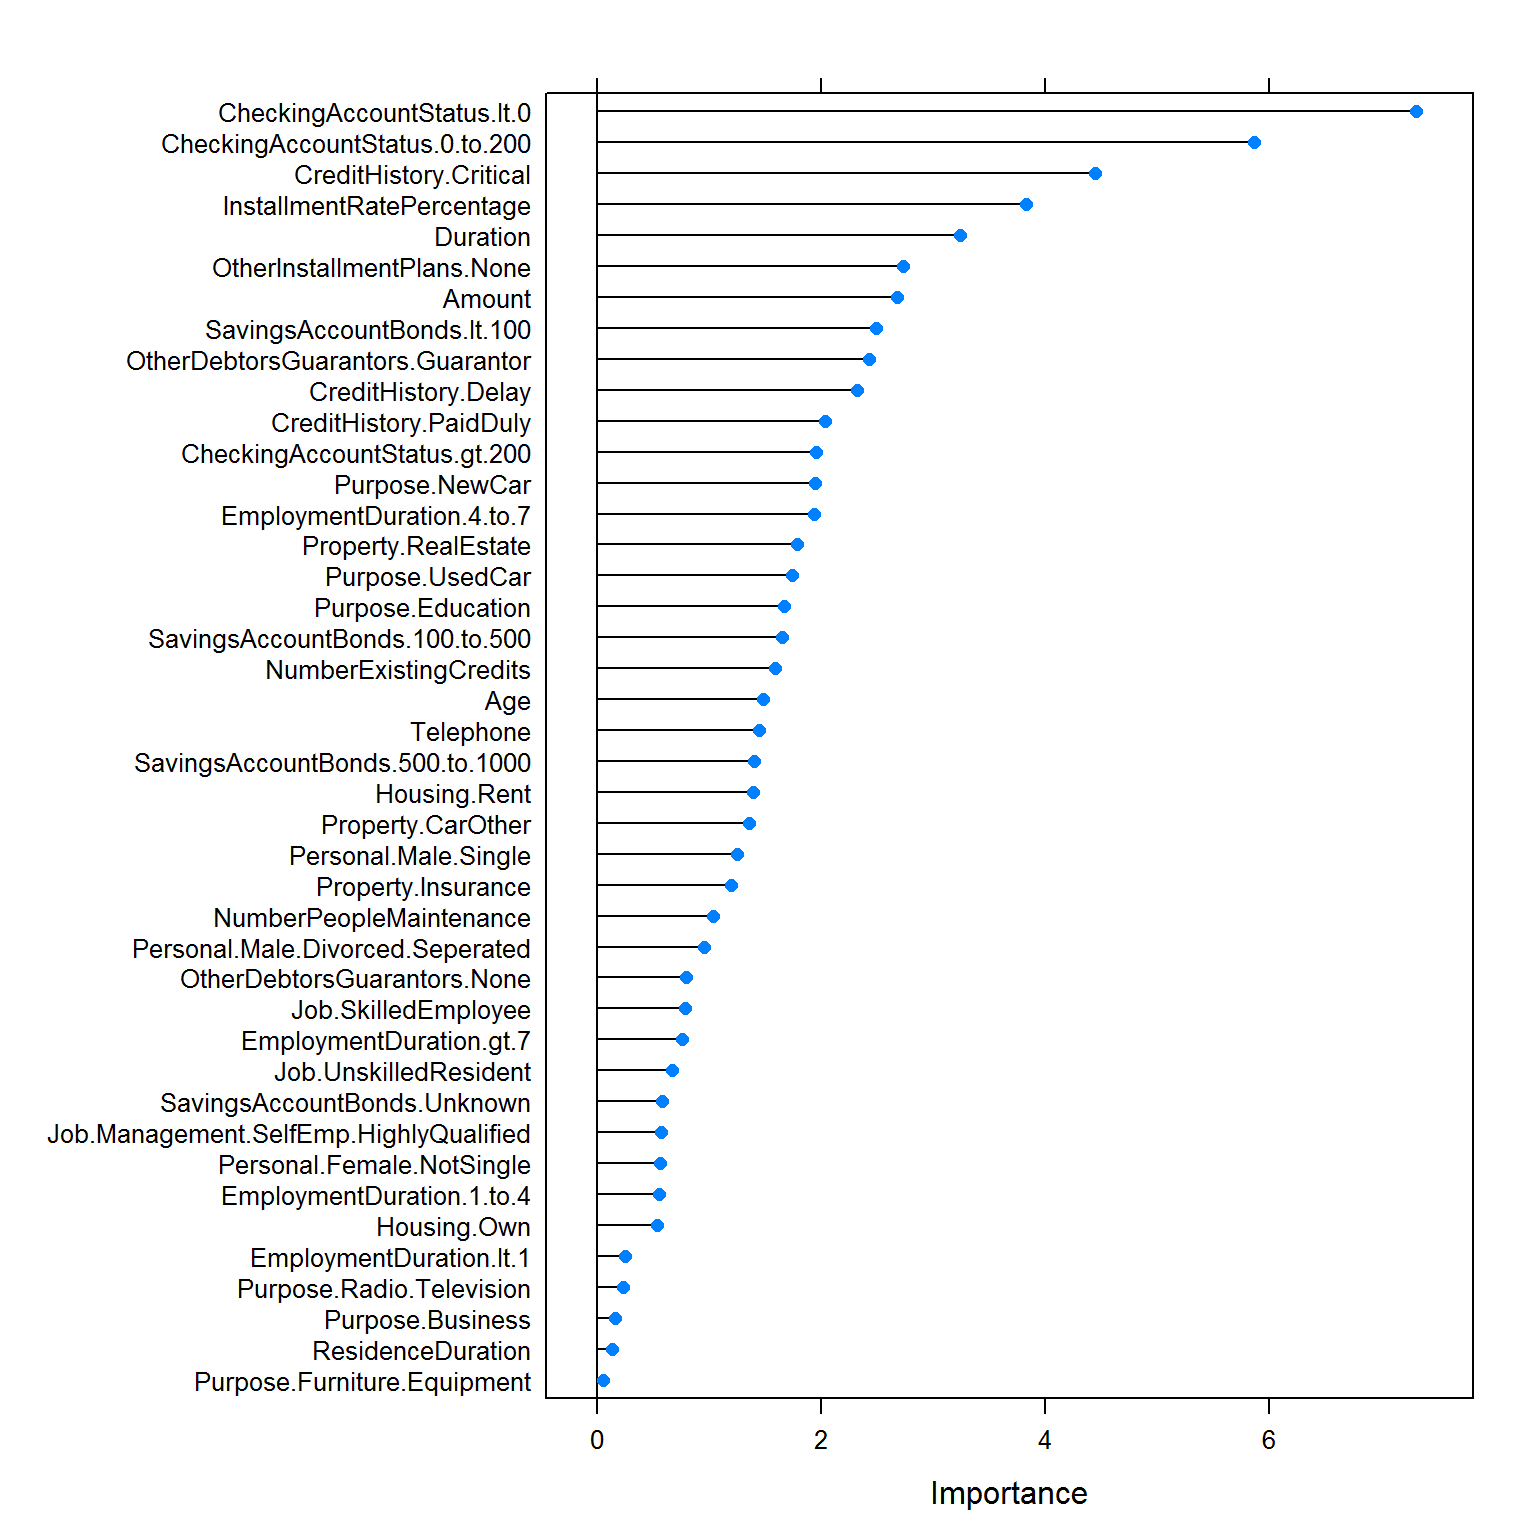 CheckingAccountStatus.lt.0
CheckingAccountStatus.0.to.200
CreditHistory.Critical
InstallmentRatePercentage
Duration
OtherInstallmentPlans.None
Amount
SavingsAccountBonds.lt.100
OtherDebtorsGuarantors.Guarantor
CreditHistory.Delay
CreditHistory.PaidDuly
CheckingAccountStatus.gt.200
Purpose.NewCar
EmploymentDuration.4.to.7
Property.RealEstate
Purpose.UsedCar
Purpose.Education
SavingsAccountBonds.100.to.500
NumberExistingCredits
Age
Telephone
SavingsAccountBonds.500.to.1000
Housing.Rent
Property.CarOther
Personal.Male.Single
Property.Insurance
NumberPeopleMaintenance
Personal.Male.Divorced.Seperated
OtherDebtorsGuarantors.None
Job.SkilledEmployee
EmploymentDuration.gt.7
Job.UnskilledResident
SavingsAccountBonds.Unknown
Job.Management.SelfEmp.HighlyQualified
Personal.Female.NotSingle
EmploymentDuration.1.to.4
Housing.Own
EmploymentDuration.lt.1
Purpose.Radio.Television
Purpose.Business
ResidenceDuration
Purpose.Furniture.Equipment
0 2 4 6
Importance